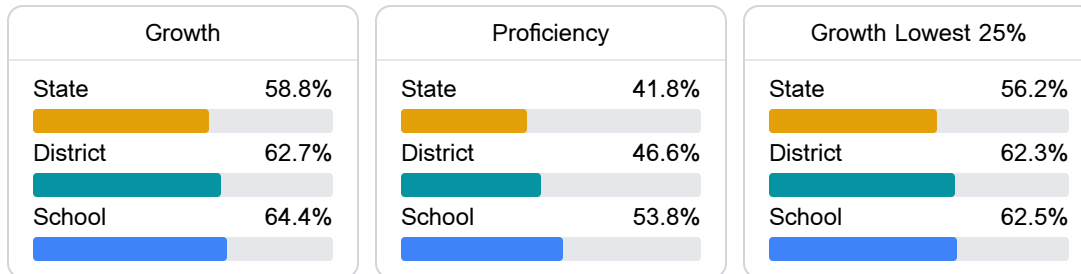 Growth
State 58.8%
District 62.7%
School 64.4%
Proficiency
State 41.8%
District 46.6%
School 53.8%
Growth Lowest 25%
State 56.2%
District 62.3%
School 62.5%